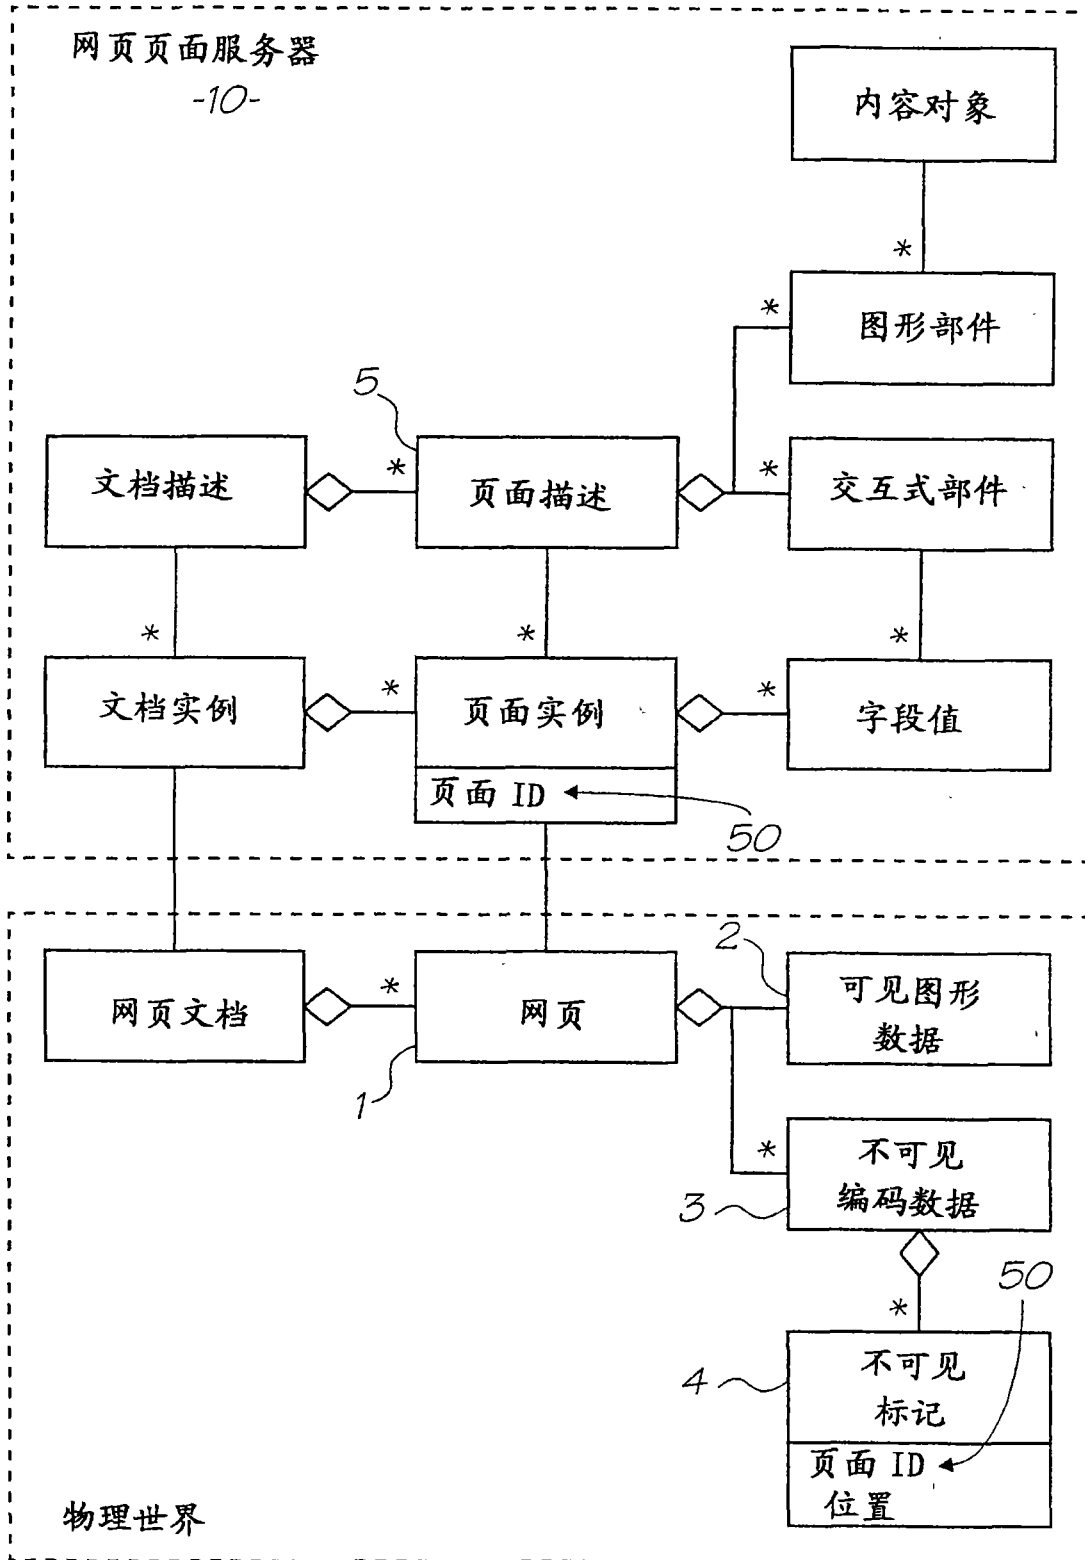 网页页面服务器
-10-
内容对象
*
*
图形部件
5
文档描述
*
页面描述
*
交互式部件
*
*
*
文档实例
*
页面实例
*
字段值
页面 ID
50
2
网页文档
*
网页
可见图形
数据
1
*
不可见
编码数据
3
50
*
4
不可见
标记
页面 ID
位置
物理世界